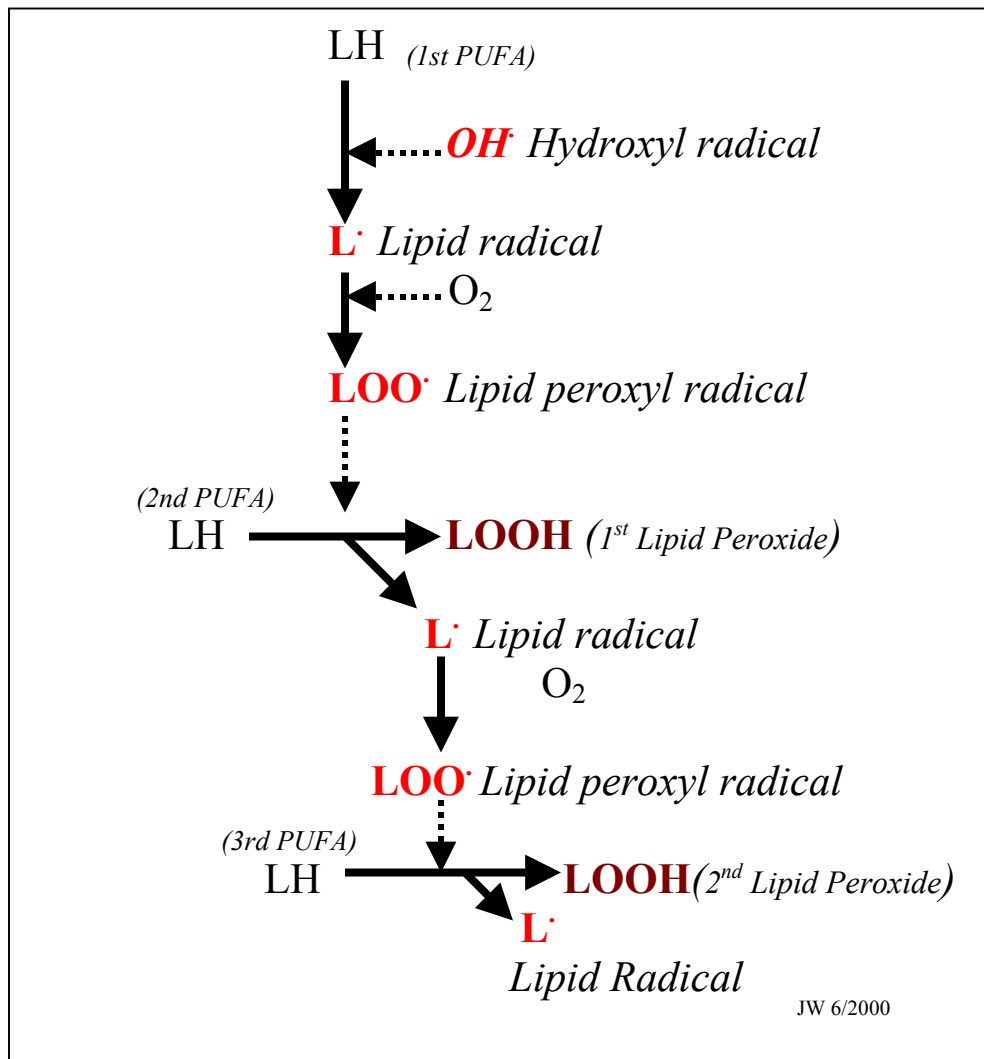 LH (1st PUFA)
OH· Hydroxyl radical
L· Lipid radical
O₂
LOO· Lipid peroxyl radical
(2nd PUFA)
LH LOOH (1ˢᵗ Lipid Peroxide)
L· Lipid radical
O₂
LOO· Lipid peroxyl radical
(3rd PUFA)
LH LOOH(2ⁿᵈ Lipid Peroxide)
L·
Lipid Radical
JW 6/2000